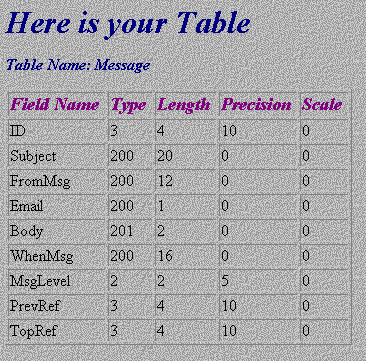 Here is your Table
Table Name: Message
Field Name Type Length Precision Scale
ID 3 4 10 0
Subject 200 20 0 0
FromMsg 200 12 0 0
Email 200 1 0 0
Body 201 2 0 0
WhenMsg 200 16 0 0
MsgLevel 2 2 5 0
PrevRef 3 4 10 0
TopRef 3 4 10 0